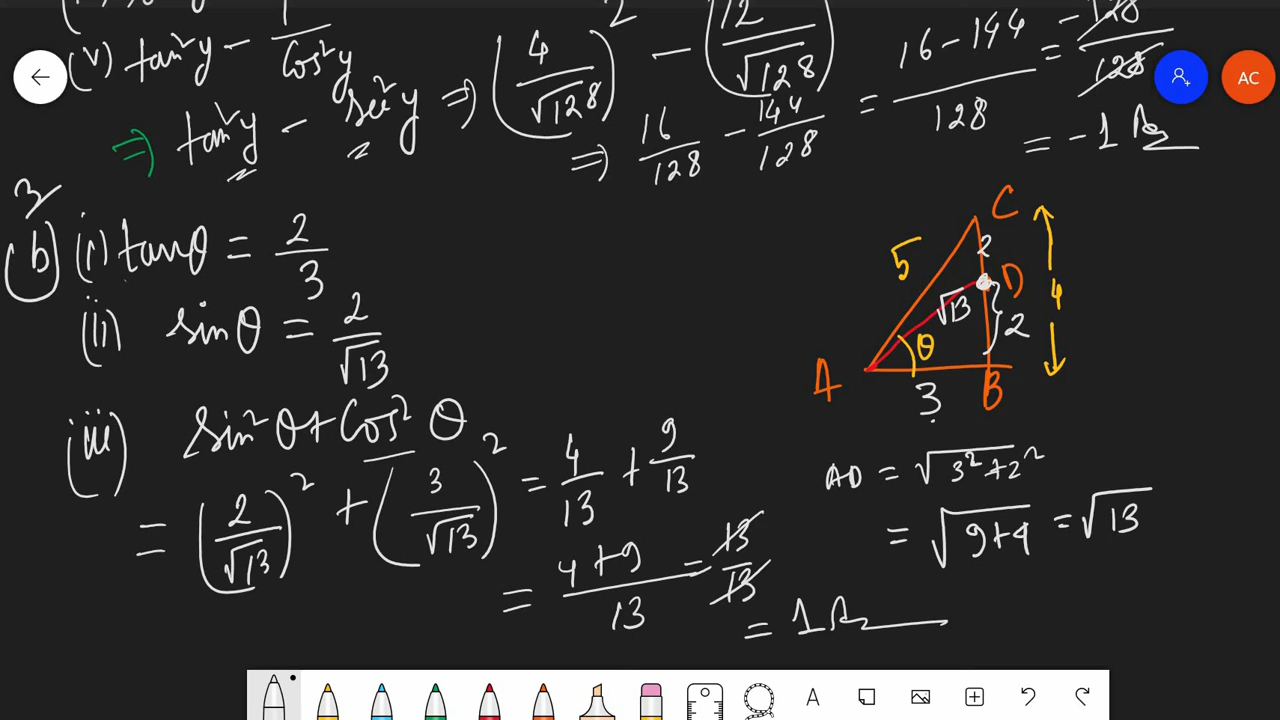 (v) tan²y - 1/cos²y ⇒ (4/√128)² - (12/√128)² 
⇒ tan²y - sec²y ⇒ 16/128 - 144/128 = 16-144/128 = -128/128
= -1 Ans
3
(b) (i) tanθ = 2/3
(ii) sinθ = 2/√13
(iii) sin²θ + cos²θ
= (2/√13)² + (3/√13)² = 4/13 + 9/13
= 4+9/13 = 13/13
= 1 Ans
C
5
2
D
4
√13
2
θ
A
3
B
AD = √3²+2²
= √9+4 = √13
AC
A